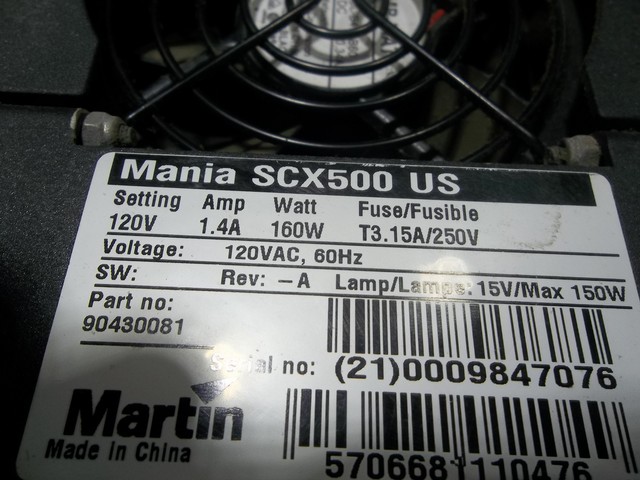 Mania SCX500 US
Setting Amp Watt Fuse/Fusible
120V 1.4A 160W T3.15A/250V
Voltage: 120VAC, 60Hz
SW: Rev: –A Lamp/Lampe: 15V/Max 150W
Part no:
90430081
Serial no: (21)0009847076
Martin
Made in China
5706681110476